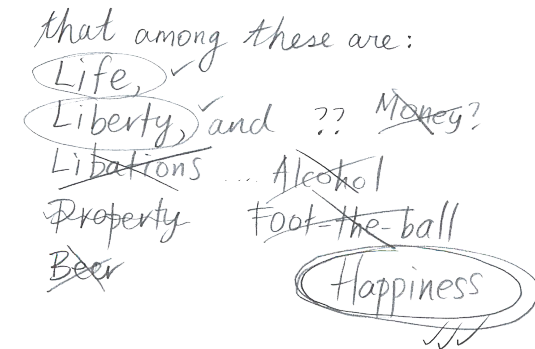 that among these are:
Life,
Liberty, and ?? Money?
Libations .... Alcohol
Property Foot-the-ball
Beer
Happiness